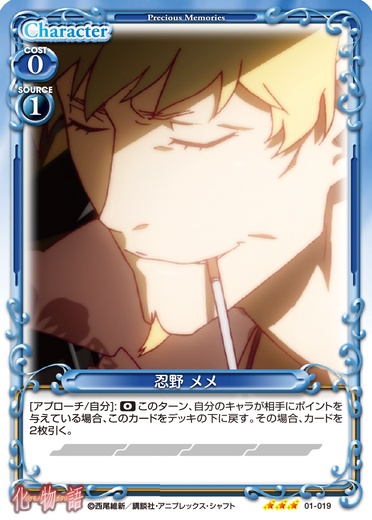 Precious Memories
Character
COST
0
SOURCE
1
忍野 メメ
[アプローチ/自分]: 0 このターン、自分のキャラが相手にポイントを
与えている場合、このカードをデッキの下に戻す。その場合、カードを
2枚引く。
化物語
©西尾維新／講談社・アニプレックス・シャフト
★★★ 01-019